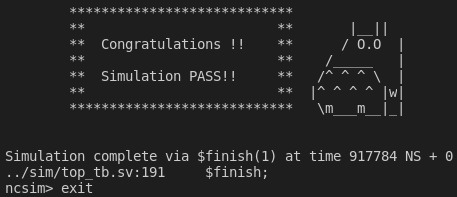 ****************************
**                        **       |__||
**  Congratulations !!    **      / O.O  |
**                        **    /_____   |
**  Simulation PASS!!     **   /^ ^ ^ \  |
**                        **  |^ ^ ^ ^ |w|
****************************   \m___m__|_|
Simulation complete via $finish(1) at time 917784 NS + 0
../sim/top_tb.sv:191     $finish;
ncsim> exit